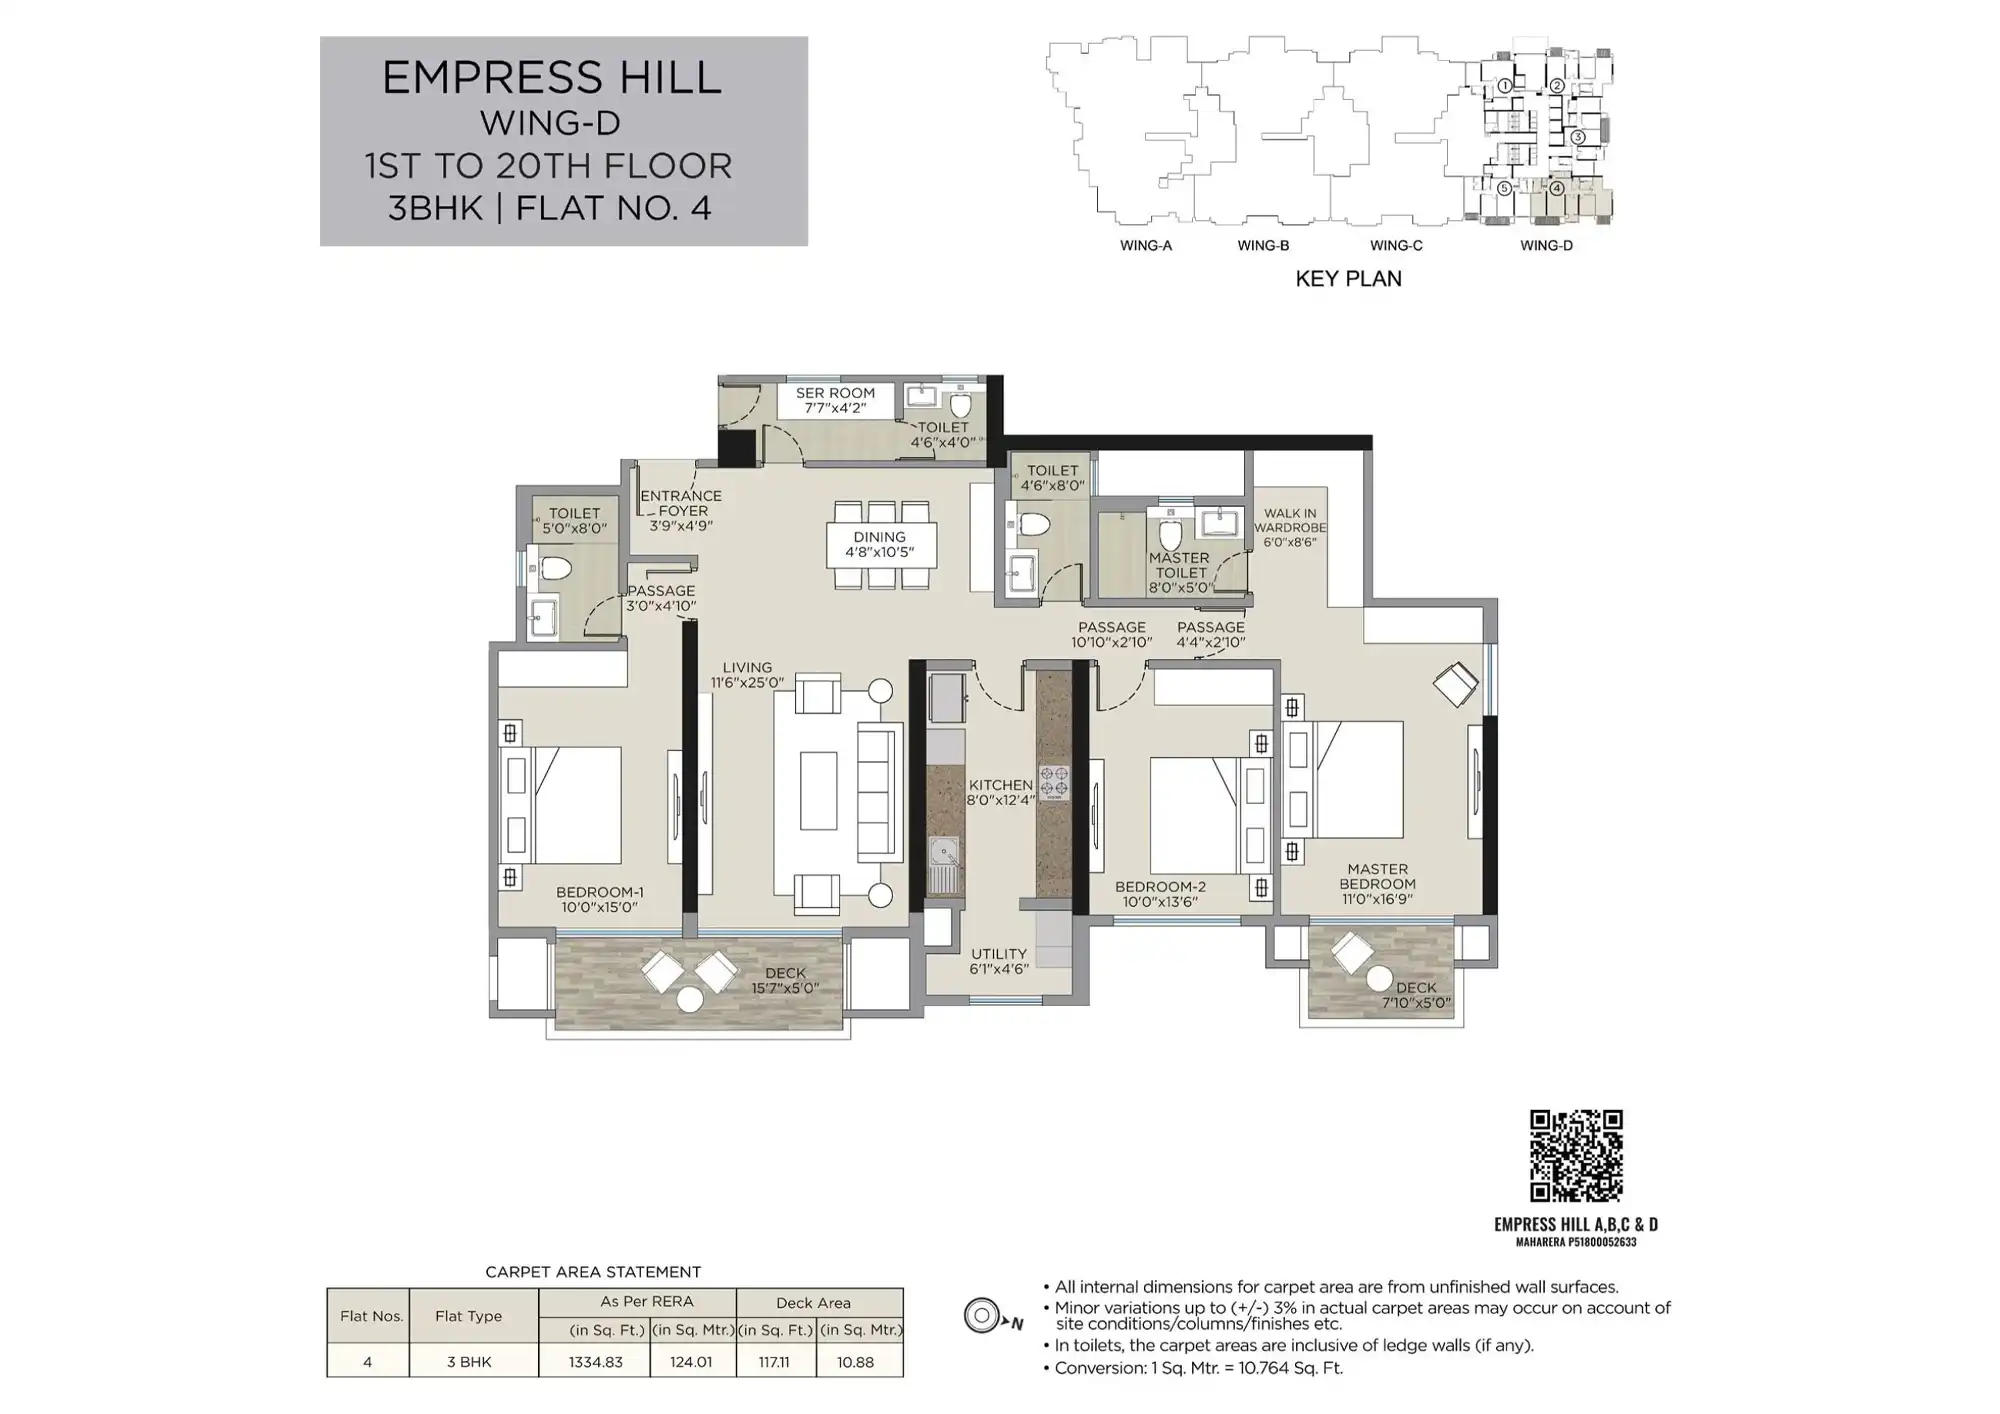 EMPRESS HILL
WING-D
1ST TO 20TH FLOOR
3BHK | FLAT NO. 4
1
2
3
4
5
WING-A
WING-B
WING-C
WING-D
KEY PLAN
SER ROOM
7'7"x4'2"
TOILET
4'6"x4'0"
ENTRANCE
FOYER
3'9"x4'9"
TOILET
5'0"x8'0"
DINING
4'8"x10'5"
TOILET
4'6"x8'0"
MASTER
TOILET
8'0"x5'0"
WALK IN
WARDROBE
6'0"x8'6"
PASSAGE
3'0"x4'10"
PASSAGE
10'10"x2'10"
PASSAGE
4'4"x2'10"
LIVING
11'6"x25'0"
KITCHEN
8'0"x12'4"
BEDROOM-1
10'0"x15'0"
BEDROOM-2
10'0"x13'6"
MASTER
BEDROOM
11'0"x16'9"
UTILITY
6'1"x4'6"
DECK
15'7"x5'0"
DECK
7'10"x5'0"
EMPRESS HILL A,B,C & D
MAHARERA P51800052633
CARPET AREA STATEMENT
Flat Nos. Flat Type As Per RERA Deck Area
(in Sq. Ft.) (in Sq. Mtr.) (in Sq. Ft.) (in Sq. Mtr.)
4 3 BHK 1334.83 124.01 117.11 10.88
N
• All internal dimensions for carpet area are from unfinished wall surfaces.
• Minor variations up to (+/-) 3% in actual carpet areas may occur on account of
site conditions/columns/finishes etc.
• In toilets, the carpet areas are inclusive of ledge walls (if any).
• Conversion: 1 Sq. Mtr. = 10.764 Sq. Ft.